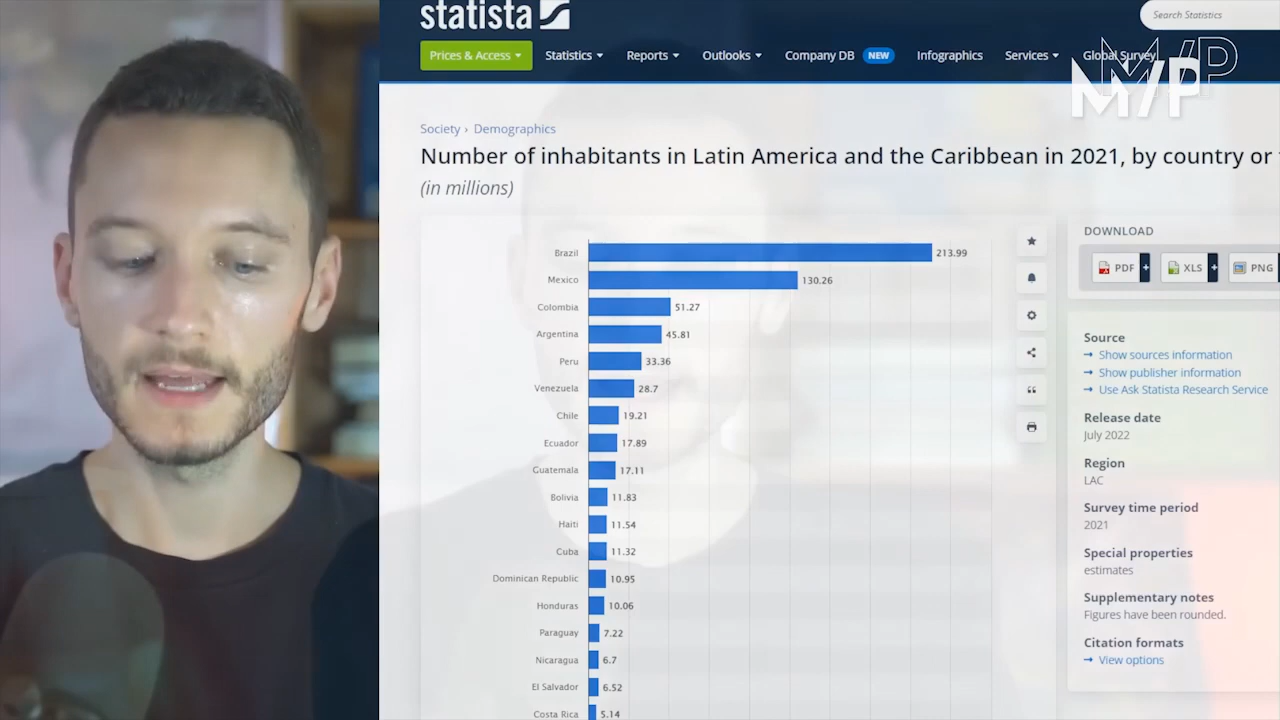 statista
Search Statistics
Prices & Access Statistics Reports Outlooks Company DB NEW Infographics Services Global Survey
M/P
M/P
Society › Demographics
Number of inhabitants in Latin America and the Caribbean in 2021, by country or
(in millions)
Brazil 213.99
Mexico 130.26
Colombia 51.27
Argentina 45.81
Peru 33.36
Venezuela 28.7
Chile 19.21
Ecuador 17.89
Guatemala 17.11
Bolivia 11.83
Haiti 11.54
Cuba 11.32
Dominican Republic 10.95
Honduras 10.06
Paraguay 7.22
Nicaragua 6.7
El Salvador 6.52
Costa Rica 5.14
DOWNLOAD
PDF + XLS + PNG
Source
→ Show sources information
→ Show publisher information
→ Use Ask Statista Research Service
Release date
July 2022
Region
LAC
Survey time period
2021
Special properties
estimates
Supplementary notes
Figures have been rounded.
Citation formats
→ View options